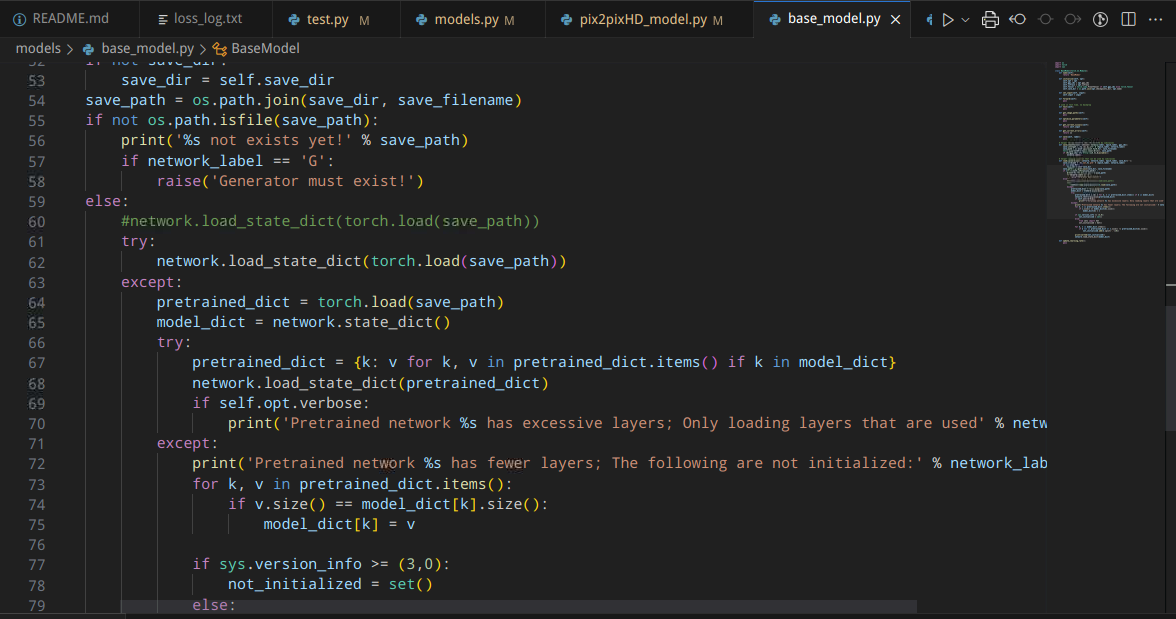 README.md loss_log.txt test.py M models.py M pix2pixHD_model.py M base_model.py
models > base_model.py > BaseModel
52 if not save_dir:
53 save_dir = self.save_dir
54 save_path = os.path.join(save_dir, save_filename)
55 if not os.path.isfile(save_path):
56 print('%s not exists yet!' % save_path)
57 if network_label == 'G':
58 raise('Generator must exist!')
59 else:
60 #network.load_state_dict(torch.load(save_path))
61 try:
62 network.load_state_dict(torch.load(save_path))
63 except:
64 pretrained_dict = torch.load(save_path)
65 model_dict = network.state_dict()
66 try:
67 pretrained_dict = {k: v for k, v in pretrained_dict.items() if k in model_dict}
68 network.load_state_dict(pretrained_dict)
69 if self.opt.verbose:
70 print('Pretrained network %s has excessive layers; Only loading layers that are used' % netw
71 except:
72 print('Pretrained network %s has fewer layers; The following are not initialized:' % network_lab
73 for k, v in pretrained_dict.items():
74 if v.size() == model_dict[k].size():
75 model_dict[k] = v
76
77 if sys.version_info >= (3,0):
78 not_initialized = set()
79 else: